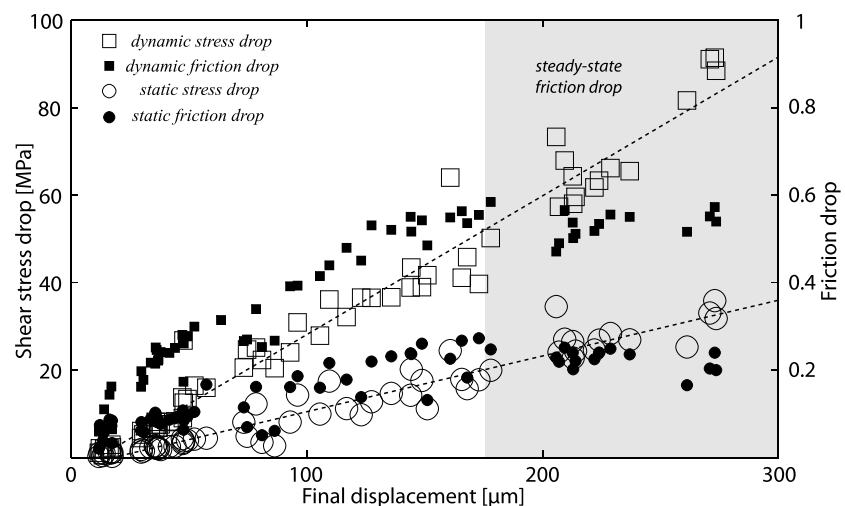 100
80
60
40
20
Shear stress drop [MPa]
dynamic stress drop
dynamic friction drop
static stress drop
static friction drop
steady-state
friction drop
1
0.8
0.6
0.4
0.2
Friction drop
0
100
200
300
Final displacement [μm]